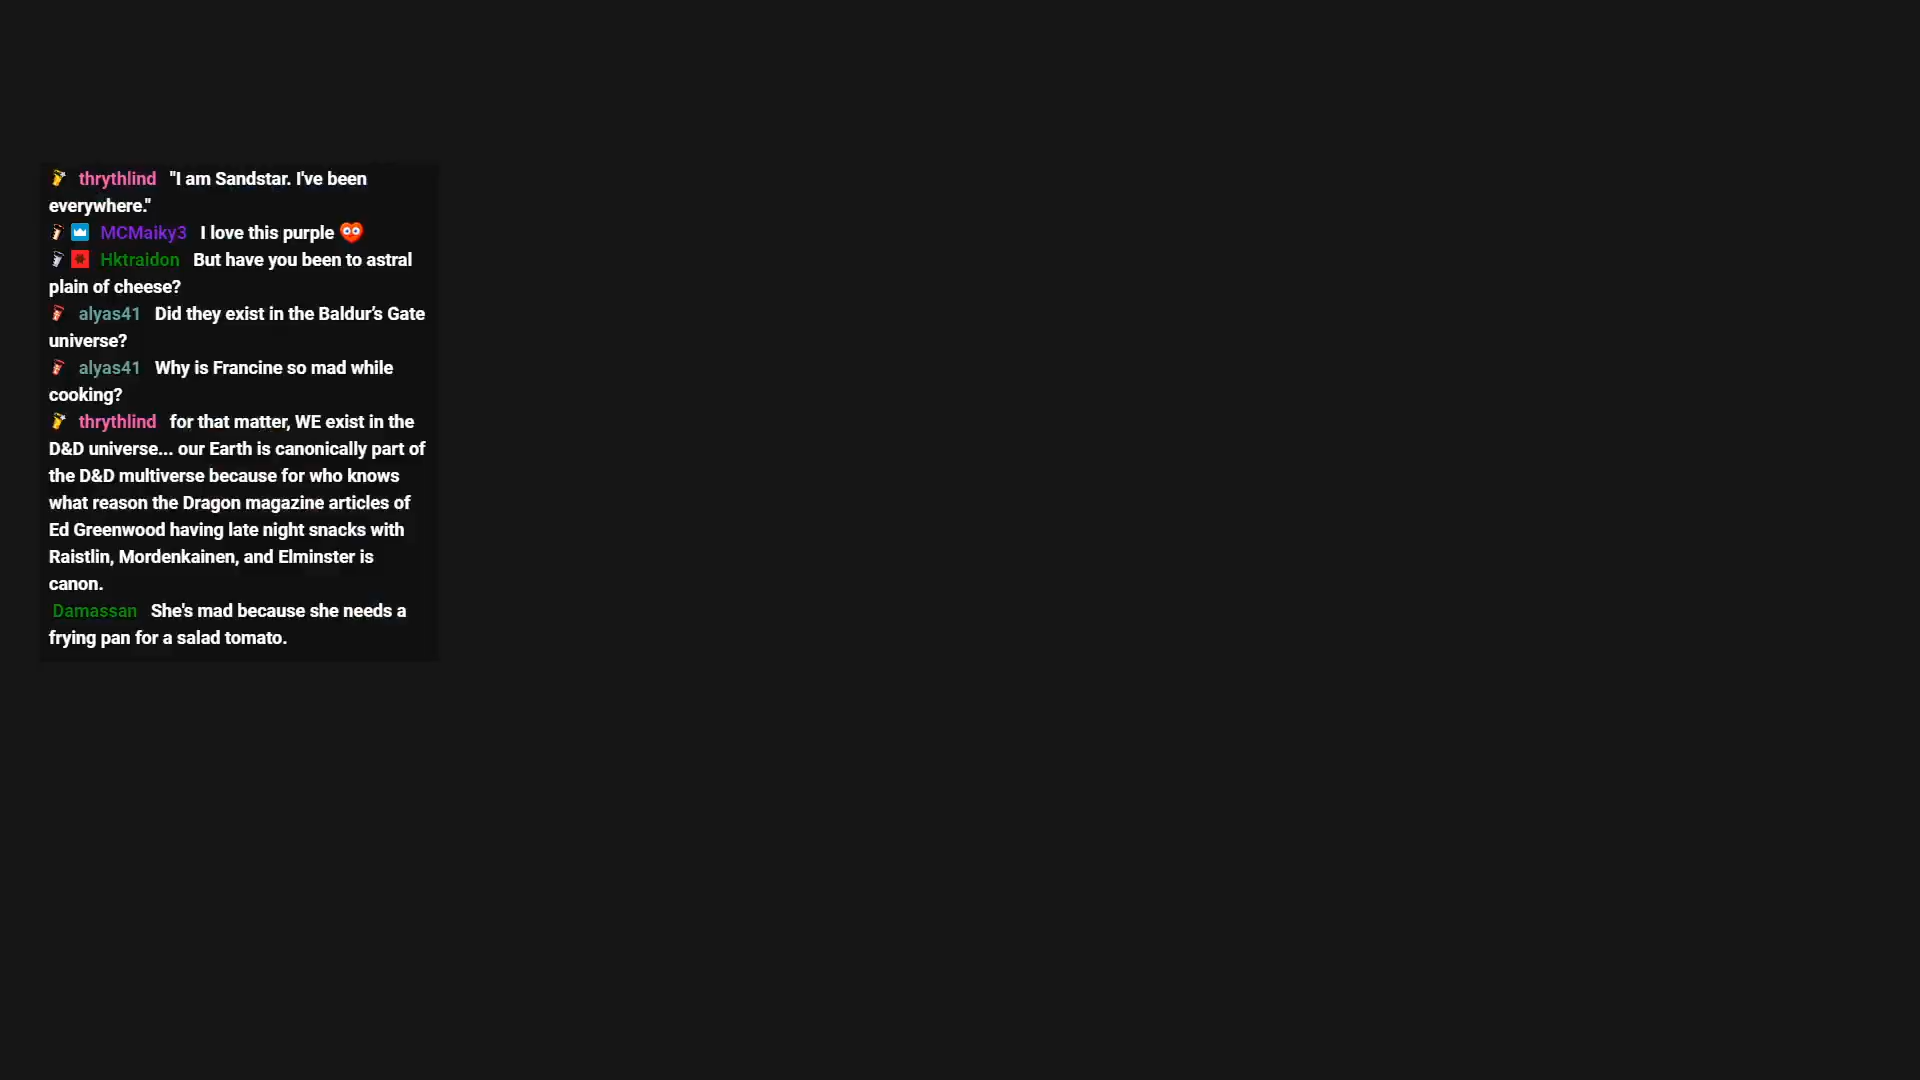 thrythlind "I am Sandstar. I've been
everywhere."
MCMaiky3 I love this purple
Hktraidon But have you been to astral
plain of cheese?
alyas41 Did they exist in the Baldur's Gate
universe?
alyas41 Why is Francine so mad while
cooking?
thrythlind for that matter, WE exist in the
D&D universe... our Earth is canonically part of
the D&D multiverse because for who knows
what reason the Dragon magazine articles of
Ed Greenwood having late night snacks with
Raistlin, Mordenkainen, and Elminster is
canon.
Damassan She's mad because she needs a
frying pan for a salad tomato.